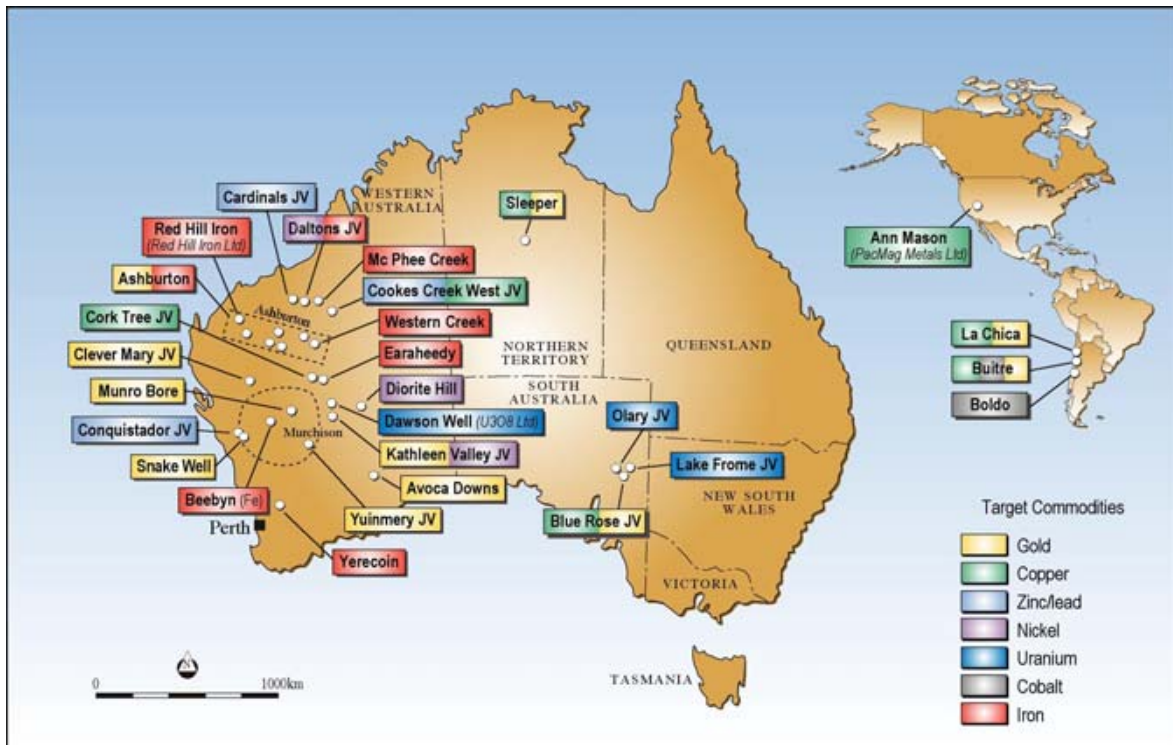 Cardinals JV
WESTERN
AUSTRALIA
Sleeper
Red Hill Iron
(Red Hill Iron Ltd)
Daltons JV
Ann Mason
(PacMag Metals Ltd)
Mc Phee Creek
Ashburton
Cookes Creek West JV
Cork Tree JV
Ashburton
Western Creek
Clever Mary JV
Earaheedy
NORTHERN
TERRITORY
QUEENSLAND
La Chica
Buitre
Boldo
Munro Bore
Diorite Hill
SOUTH
AUSTRALIA
Conquistador JV
Murchison
Dawson Well (U3O8 Ltd)
Olary JV
Snake Well
Kathleen Valley JV
Lake Frome JV
Beebyn (Fe)
Avoca Downs
NEW SOUTH
WALES
Perth
Yuinmery JV
Blue Rose JV
Yerecoin
VICTORIA
TASMANIA
N
0 1000km
Target Commodities
Gold
Copper
Zinc/lead
Nickel
Uranium
Cobalt
Iron